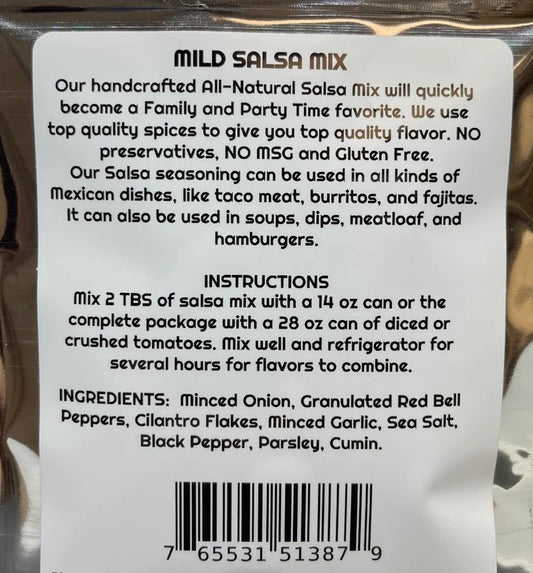 MILD SALSA MIX
Our handcrafted All-Natural Salsa Mix will quickly
become a Family and Party Time favorite. We use
top quality spices to give you top quality flavor. NO
preservatives, NO MSG and Gluten Free.
Our Salsa seasoning can be used in all kinds of
Mexican dishes, like taco meat, burritos, and fajitas.
It can also be used in soups, dips, meatloaf, and
hamburgers.
INSTRUCTIONS
Mix 2 TBS of salsa mix with a 14 oz can or the
complete package with a 28 oz can of diced or
crushed tomatoes. Mix well and refrigerator for
several hours for flavors to combine.
INGREDIENTS: Minced Onion, Granulated Red Bell
Peppers, Cilantro Flakes, Minced Garlic, Sea Salt,
Black Pepper, Parsley, Cumin.
7 65531 51387 9